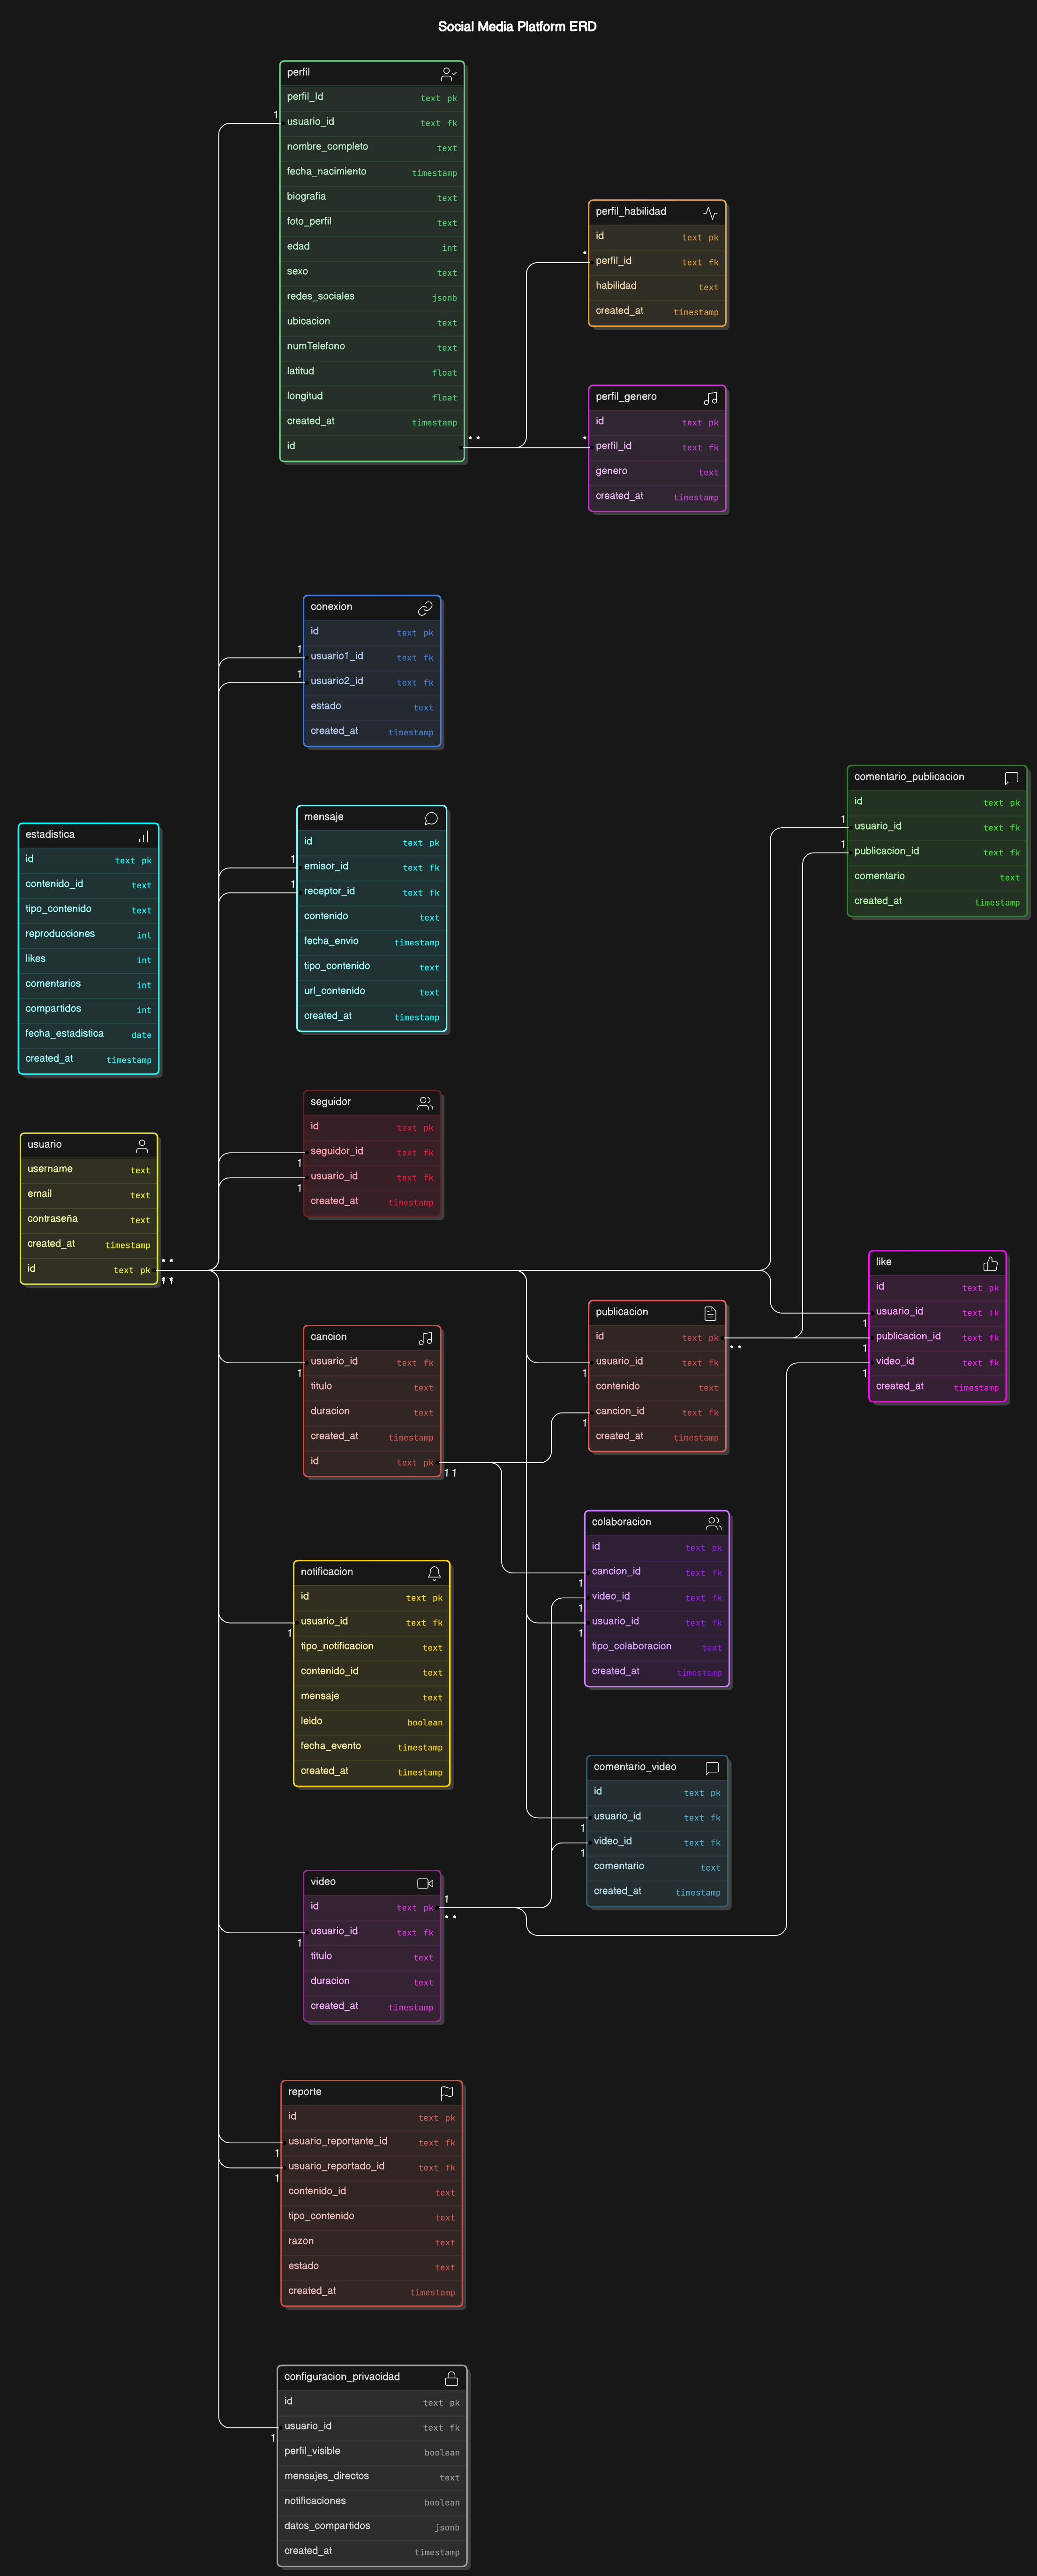 Social Media Platform ERD
perfil
perfil_Id text pk
usuario_id text fk
nombre_completo text
fecha_nacimiento timestamp
biografia text
foto_perfil text
edad int
sexo text
redes_sociales jsonb
ubicacion text
numTelefono text
latitud float
longitud float
created_at timestamp
id
1
* *
perfil_habilidad
id text pk
perfil_id text fk
habilidad text
created_at timestamp
*
perfil_genero
id text pk
perfil_id text fk
genero text
created_at timestamp
*
conexion
id text pk
usuario1_id text fk
usuario2_id text fk
estado text
created_at timestamp
1
1
comentario_publicacion
id text pk
usuario_id text fk
publicacion_id text fk
comentario text
created_at timestamp
1
1
mensaje
id text pk
emisor_id text fk
receptor_id text fk
contenido text
fecha_envio timestamp
tipo_contenido text
url_contenido text
created_at timestamp
1
1
estadistica
id text pk
contenido_id text
tipo_contenido text
reproducciones int
likes int
comentarios int
compartidos int
fecha_estadistica date
created_at timestamp
seguidor
id text pk
seguidor_id text fk
usuario_id text fk
created_at timestamp
1
1
usuario
username text
email text
contraseña text
created_at timestamp
id text pk
* *
1 1
like
id text pk
usuario_id text fk
publicacion_id text fk
video_id text fk
created_at timestamp
1
1
1
publicacion
id text pk
usuario_id text fk
contenido text
cancion_id text fk
created_at timestamp
* *
1
1
cancion
usuario_id text fk
titulo text
duracion text
created_at timestamp
id text pk
1
1 1
colaboracion
id text pk
cancion_id text fk
video_id text fk
usuario_id text fk
tipo_colaboracion text
created_at timestamp
1
1
1
notificacion
id text pk
usuario_id text fk
tipo_notificacion text
contenido_id text
mensaje text
leido boolean
fecha_evento timestamp
created_at timestamp
1
comentario_video
id text pk
usuario_id text fk
video_id text fk
comentario text
created_at timestamp
1
1
video
id text pk
usuario_id text fk
titulo text
duracion text
created_at timestamp
1
* *
1
reporte
id text pk
usuario_reportante_id text fk
usuario_reportado_id text fk
contenido_id text
tipo_contenido text
razon text
estado text
created_at timestamp
1
1
configuracion_privacidad
id text pk
usuario_id text fk
perfil_visible boolean
mensajes_directos text
notificaciones boolean
datos_compartidos jsonb
created_at timestamp
1